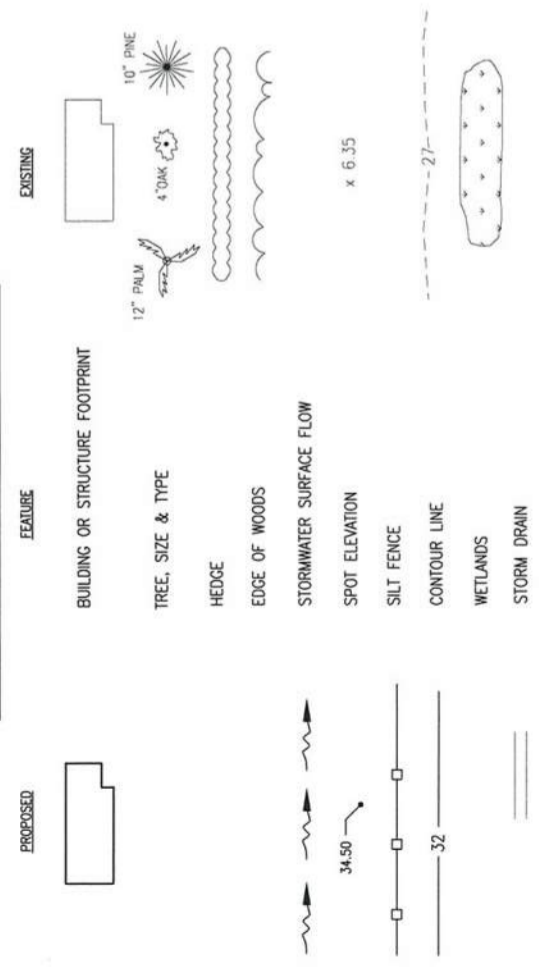 PROPOSED FEATURE EXISTING
BUILDING OR STRUCTURE FOOTPRINT
TREE, SIZE & TYPE 12" PALM 4"OAK 10" PINE
HEDGE
EDGE OF WOODS
STORMWATER SURFACE FLOW
34.50 SPOT ELEVATION x 6.35
SILT FENCE
32 CONTOUR LINE 27
WETLANDS
STORM DRAIN